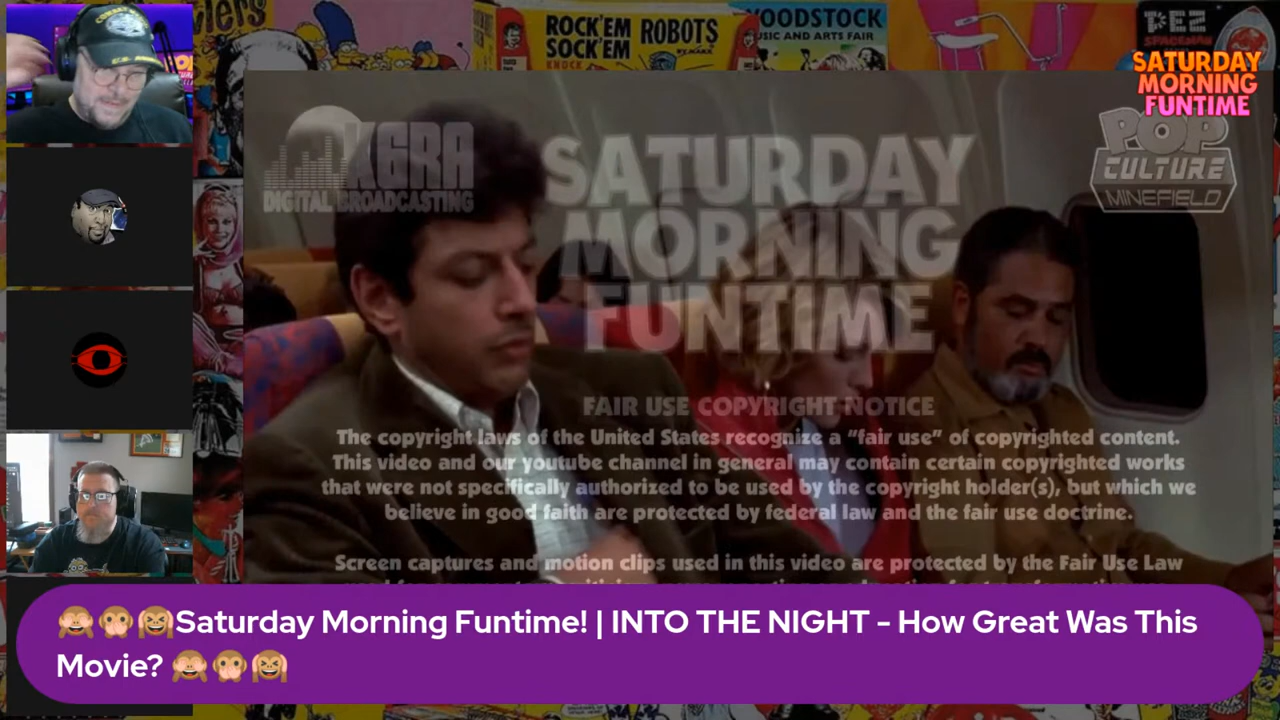 tlers
ROCK'EM ROBOTS
SOCK'EM
KNOCK
WOODSTOCK
MUSIC AND ARTS FAIR
PEZ
SPACEMAN
SATURDAY
MORNING
FUNTIME
KGRA
DIGITAL BROADCASTING
SATURDAY
MORNING
FUNTIME
POP
CULTURE
MINEFIELD
FAIR USE COPYRIGHT NOTICE
The copyright laws of the United States recognize a “fair use” of copyrighted content.
This video and our youtube channel in general may contain certain copyrighted works
that were not specifically authorized to be used by the copyright holder(s), but which we
believe in good faith are protected by federal law and the fair use doctrine.
Screen captures and motion clips used in this video are protected by the Fair Use Law
🙈🙊🙉Saturday Morning Funtime! | INTO THE NIGHT - How Great Was This
Movie? 🙈🙊😆